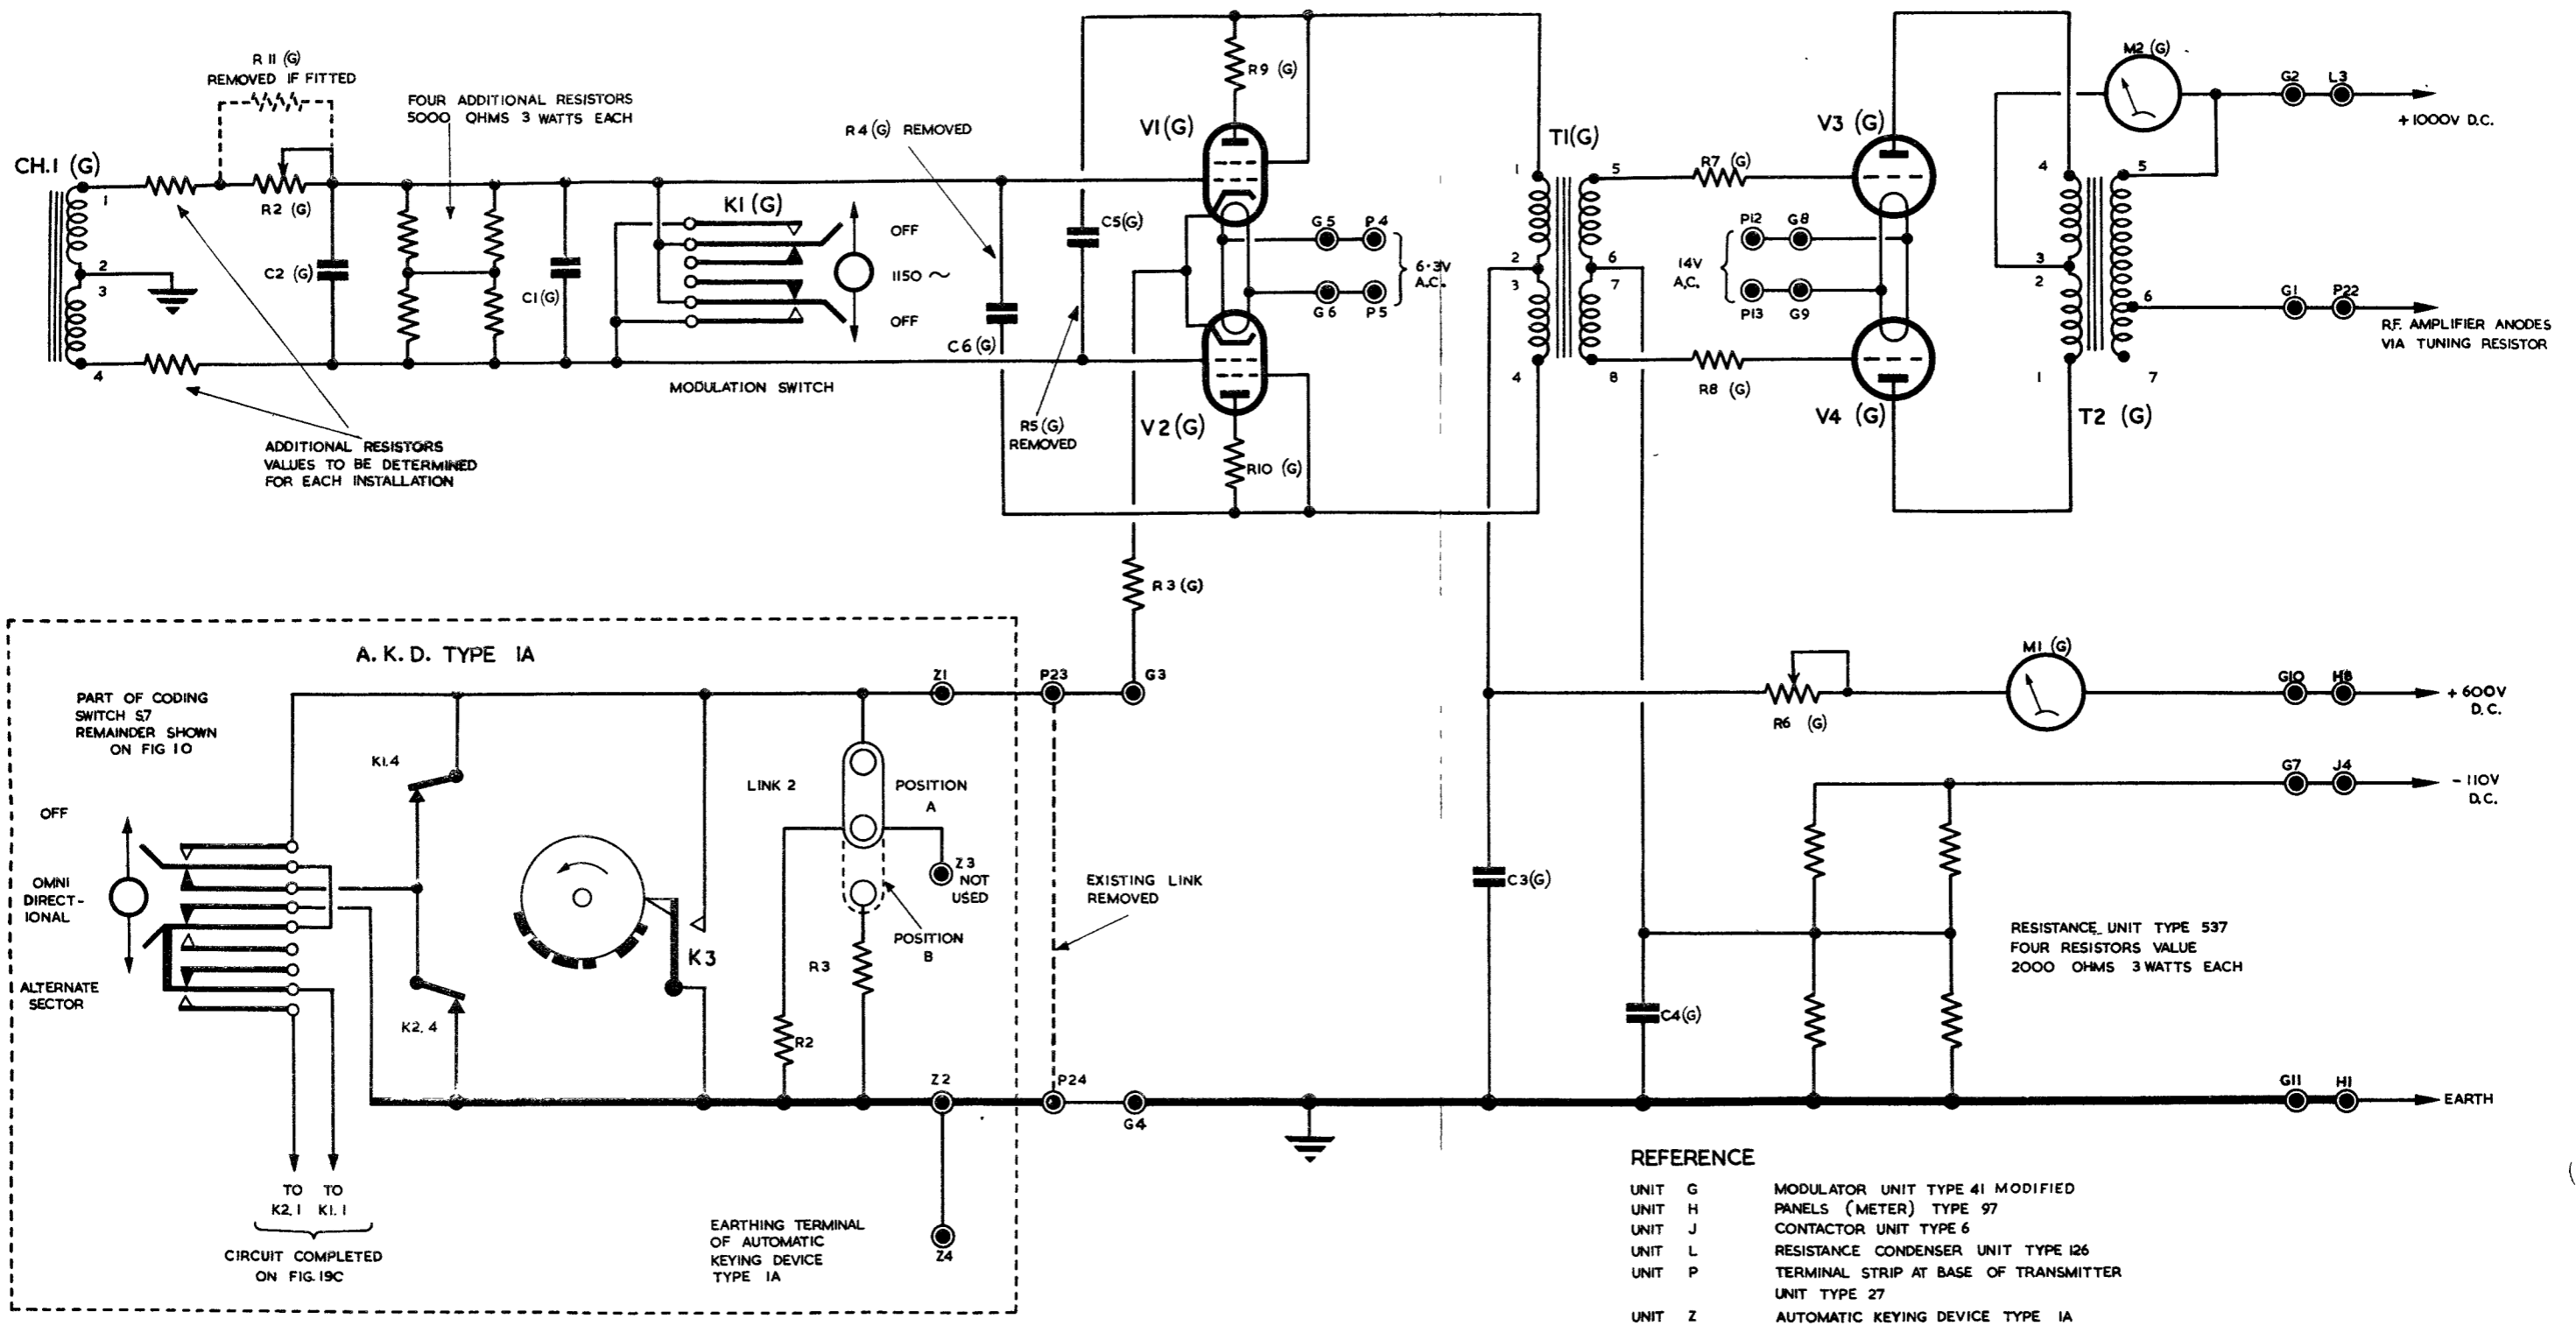 R 11 (G)
REMOVED IF FITTED
FOUR ADDITIONAL RESISTORS
5000 OHMS 3 WATTS EACH
CH.1 (G)
1
2
3
4
R2 (G)
C2 (G)
C1 (G)
K1 (G)
OFF
1150 ~
OFF
MODULATION SWITCH
ADDITIONAL RESISTORS
VALUES TO BE DETERMINED
FOR EACH INSTALLATION
R4 (G) REMOVED
C6 (G)
C5(G)
R5 (G)
REMOVED
V1(G)
R9 (G)
V2(G)
R10 (G)
G5
P4
G6
P5
6·3V
A.C.
T1(G)
1
2
3
4
5
6
7
8
R7 (G)
R8 (G)
V3 (G)
P12
G8
14V
A.C.
P13
G9
V4 (G)
M2 (G)
4
3
2
1
5
6
7
T2 (G)
G2
L3
+1000V D.C.
G1
P22
R.F. AMPLIFIER ANODES
VIA TUNING RESISTOR
R3 (G)
A. K. D. TYPE 1A
PART OF CODING
SWITCH S7
REMAINDER SHOWN
ON FIG 10
OFF
OMNI
DIRECT-
IONAL
ALTERNATE
SECTOR
K1.4
K2.4
K3
LINK 2
POSITION
A
Z3
NOT
USED
POSITION
B
R3
R2
Z1
P23
G3
EXISTING LINK
REMOVED
Z2
P24
G4
Z4
TO
K2.1
TO
K1.1
CIRCUIT COMPLETED
ON FIG. 19C
EARTHING TERMINAL
OF AUTOMATIC
KEYING DEVICE
TYPE 1A
R6 (G)
M1 (G)
G10
H8
+ 600V
D.C.
G7
J4
- 110V
D.C.
C3(G)
C4(G)
RESISTANCE UNIT TYPE 537
FOUR RESISTORS VALUE
2000 OHMS 3 WATTS EACH
G11
H1
EARTH
REFERENCE
UNIT G MODULATOR UNIT TYPE 41 MODIFIED
UNIT H PANELS (METER) TYPE 97
UNIT J CONTACTOR UNIT TYPE 6
UNIT L RESISTANCE CONDENSER UNIT TYPE 126
UNIT P TERMINAL STRIP AT BASE OF TRANSMITTER
UNIT TYPE 27
UNIT Z AUTOMATIC KEYING DEVICE TYPE 1A